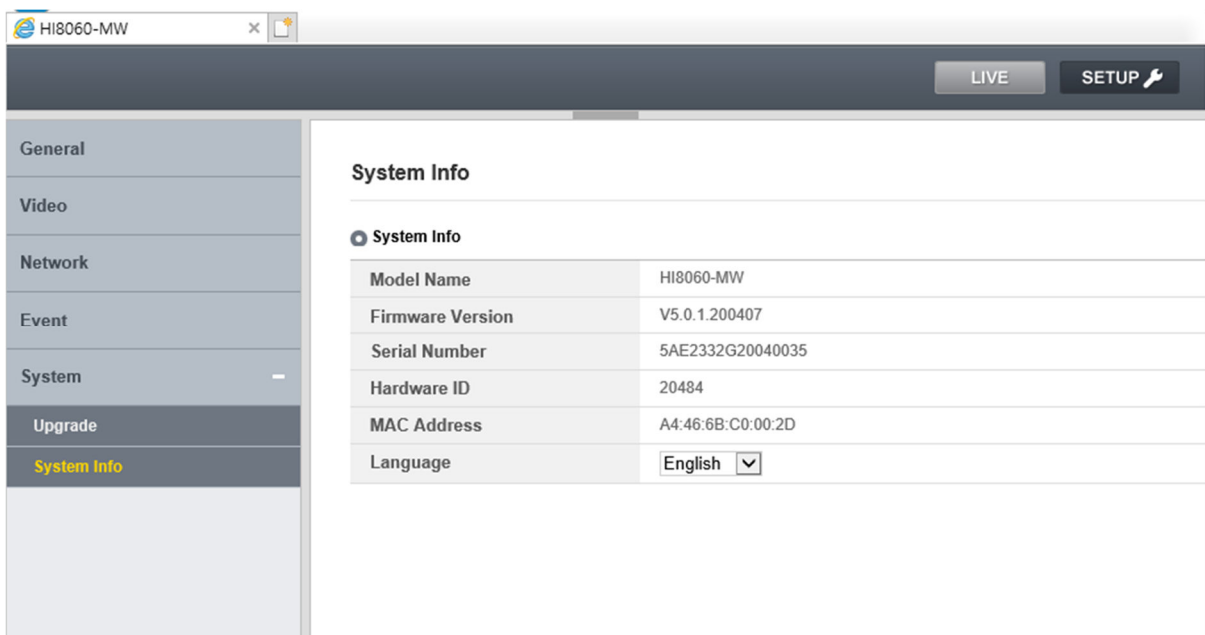 HI8060-MW
LIVE
SETUP
General
Video
Network
Event
System
Upgrade
System Info
System Info
System Info
Model Name HI8060-MW
Firmware Version V5.0.1.200407
Serial Number 5AE2332G20040035
Hardware ID 20484
MAC Address A4:46:6B:C0:00:2D
Language English